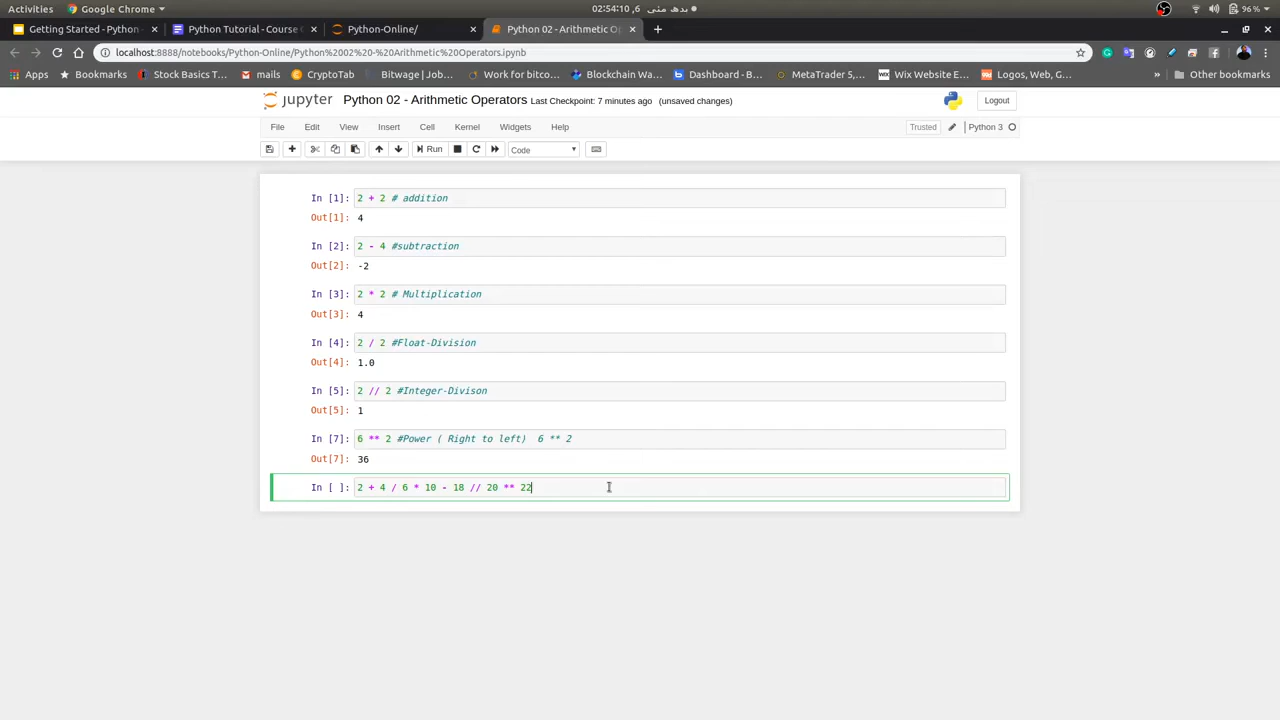 Activities Google Chrome 02:54:10 ,6 بدھ مئی 96%
Getting Started - Python - Python Tutorial - Course Python-Online/ Python 02 - Arithmetic O
localhost:8888/notebooks/Python-Online/Python%2002%20-%20Arithmetic%20Operators.ipynb
Apps Bookmarks Stock Basics T... mails CryptoTab Bitwage | Job... Work for bitco... Blockchain Wa... Dashboard - B... MetaTrader 5,... Wix Website E... Logos, Web, G... » Other bookmarks
jupyter Python 02 - Arithmetic Operators Last Checkpoint: 7 minutes ago (unsaved changes) Logout
File Edit View Insert Cell Kernel Widgets Help Trusted Python 3
Run Code
In [1]: 2 + 2 # addition
Out[1]: 4
In [2]: 2 - 4 #subtraction
Out[2]: -2
In [3]: 2 * 2 # Multiplication
Out[3]: 4
In [4]: 2 / 2 #Float-Division
Out[4]: 1.0
In [5]: 2 // 2 #Integer-Divison
Out[5]: 1
In [7]: 6 ** 2 #Power ( Right to left) 6 ** 2
Out[7]: 36
In [ ]: 2 + 4 / 6 * 10 - 18 // 20 ** 22